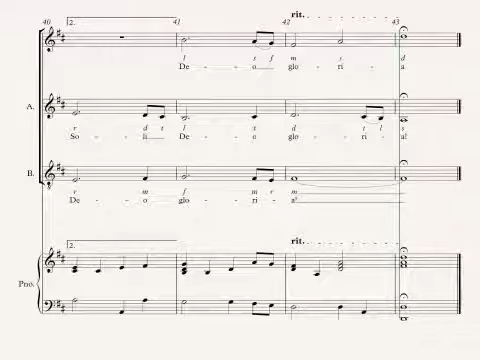 40 2. 41 42 rit. 43
l s f m s d
De - - - o glo - ri - a
A.
r d t l t d t l s
So - - li De - - - o glo - - ri - a!
B.
r m f m r m
De - - - o glo - - - ri - - a!
2. rit.
Pno.